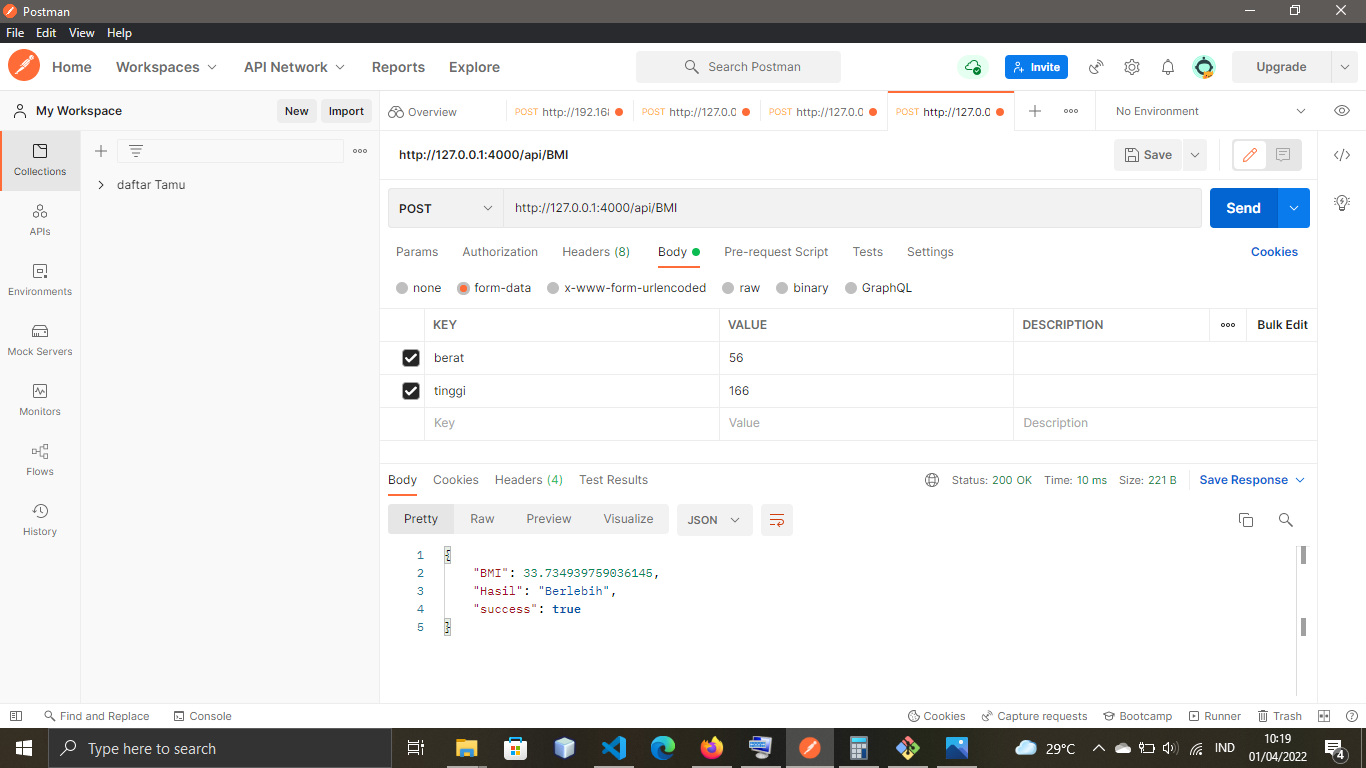 Postman
File Edit View Help
Home Workspaces API Network Reports Explore Search Postman Invite Upgrade
My Workspace New Import Overview POST http://192.168 POST http://127.0.0 POST http://127.0.0 POST http://127.0.0 No Environment
http://127.0.0.1:4000/api/BMI Save
Collections
daftar Tamu
POST http://127.0.0.1:4000/api/BMI Send
APIs
Params Authorization Headers (8) Body Pre-request Script Tests Settings Cookies
Environments
none form-data x-www-form-urlencoded raw binary GraphQL
KEY VALUE DESCRIPTION Bulk Edit
Mock Servers
berat 56
tinggi 166
Monitors
Key Value Description
Flows
Body Cookies Headers (4) Test Results Status: 200 OK Time: 10 ms Size: 221 B Save Response
History
Pretty Raw Preview Visualize JSON
1 {
2 "BMI": 33.734939759036145,
3 "Hasil": "Berlebih",
4 "success": true
5 }
Find and Replace Console Cookies Capture requests Bootcamp Runner Trash
Type here to search 29°C IND 10:19
01/04/2022 4